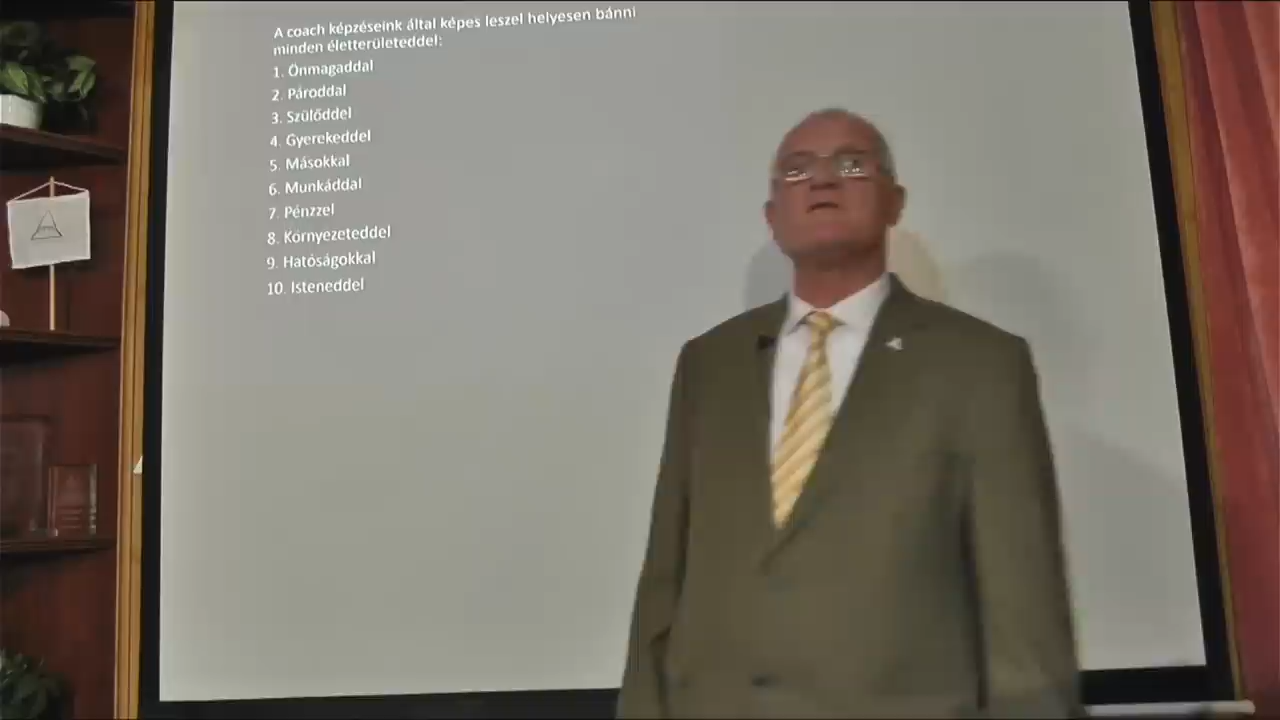 A coach képzéseink által képes leszel helyesen bánni
minden életterületeddel:
1. Önmagaddal
2. Pároddal
3. Szülőddel
4. Gyerekeddel
5. Másokkal
6. Munkáddal
7. Pénzzel
8. Környezeteddel
9. Hatóságokkal
10. Isteneddel